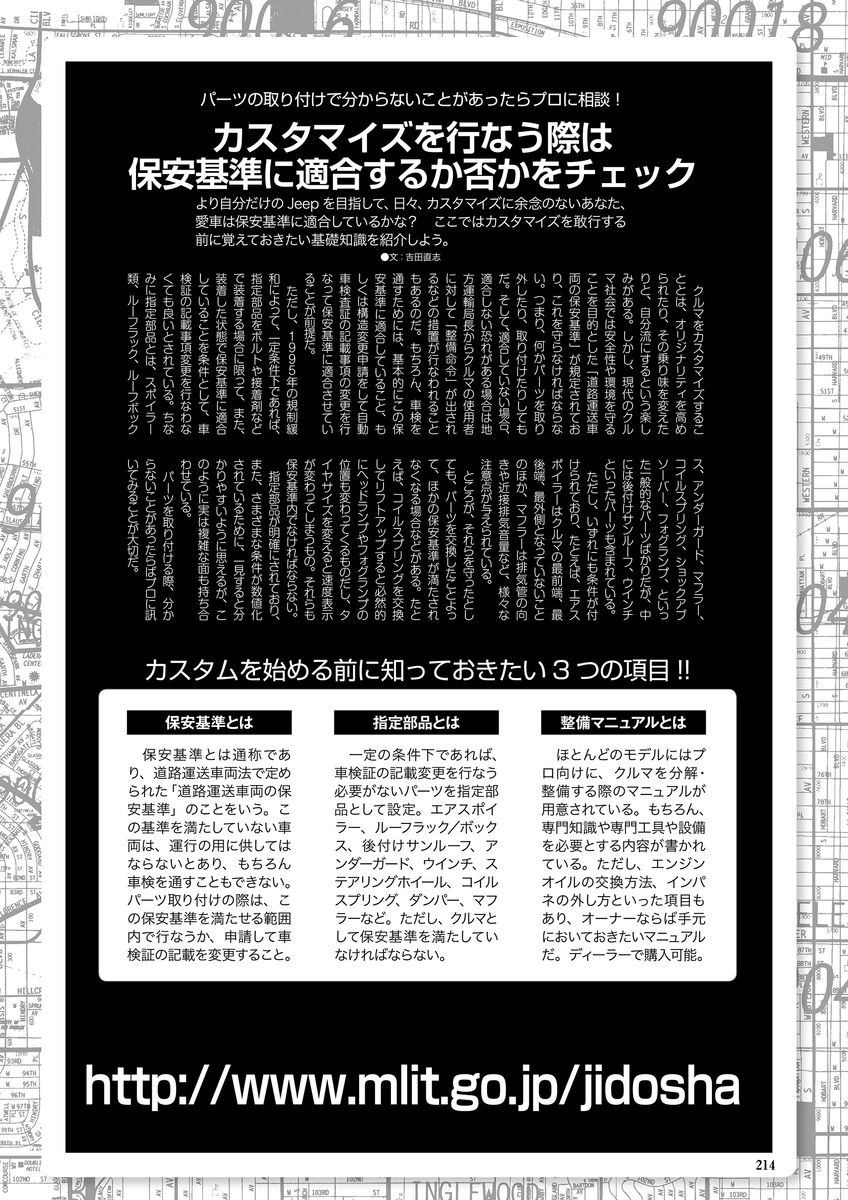 パーツの取り付けで分からないことがあったらプロに相談！
カスタマイズを行なう際は
保安基準に適合するか否かをチェック
より自分だけのJeepを目指して、日々、カスタマイズに余念のないあなた、
愛車は保安基準に適合しているかな？　ここではカスタマイズを敢行する
前に覚えておきたい基礎知識を紹介しよう。
●文：吉田直志
クルマをカスタマイズするこ
ととは、オリジナリティを高め
られたり、その乗り味を変えた
りと、自分流にするという楽し
みがある。しかし、現代のクル
マ社会では安全性や環境を守る
ことを目的とした「道路運送車
両の保安基準」が規定されてお
り、これを守らなければならな
い。つまり、何かパーツを取り
外したり、取り付けたりしても
だ。そして、適合していない場合、
適合しない恐れがある場合は地
方運輸局長からクルマの使用者
に対して「整備命令」が出され
るなどの措置が行なわれること
もあるのだ。もちろん、車検を
通すためには、基本的にこの保
安基準に適合していること、も
しくは構造変更申請をして自動
車検査証の記載事項の変更を行
なって保安基準に適合させてい
ることが前提だ。
ただし、1995年の規制緩
和によって、一定条件下であれば、
指定部品をボルトや接着剤など
で装着する場合に限って、また、
装着した状態で保安基準に適合
していることを条件として、車
検証の記載事項変更を行なわな
くても良いとされている。ちな
みに指定部品とは、スポイラー
類、ルーフラック、ルーフボック
ス、アンダーガード、マフラー、
コイルスプリング、ショックアブ
ソーバー、フォグランプ、といっ
た一般的なパーツばかりだが、中
には後付けサンルーフ、ウインチ
といったパーツも含まれている。
ただし、いずれにも条件が付
けられており、たとえば、エアス
ポイラーはクルマの最前端、最
後端、最外側となっていないこと
のほか、マフラーは排気管の向
きや近接排気音量など、様々な
注意点が与えられている。
ところが、それらを守ったとし
ても、パーツを交換したことよっ
て、ほかの保安基準が満たされ
なくなる場合などがある。たと
えば、コイルスプリングを交換
してリフトアップすると必然的
にヘッドランプやフォグランプの
位置も変わってくるものだし、タ
イヤサイズを変えると速度表示
が変わってしまうもの。それらも
保安基準内でなければならない。
指定部品が明確にされており、
また、さまざまな条件が数値化
されているために、一見すると分
かりやすいように思えるが、こ
のように実は複雑な面も持ち合
わせている。
パーツを取り付ける際、分か
らないことがあったらばプロに訊
いてみることが大切だ。
カスタムを始める前に知っておきたい3つの項目!!
保安基準とは
保安基準とは通称であ
り、道路運送車両法で定め
られた「道路運送車両の保
安基準」のことをいう。こ
の基準を満たしていない車
両は、運行の用に供しては
ならないとあり、もちろん
車検を通すこともできない。
パーツ取り付けの際は、こ
の保安基準を満たせる範囲
内で行なうか、申請して車
検証の記載を変更すること。
指定部品とは
一定の条件下であれば、
車検証の記載変更を行なう
必要がないパーツを指定部
品として設定。エアスポイ
ラー、ルーフラック／ボック
ス、後付けサンルーフ、ア
ンダーガード、ウインチ、ス
テアリングホイール、コイル
スプリング、ダンパー、マフ
ラーなど。ただし、クルマと
して保安基準を満たしてい
なければならない。
整備マニュアルとは
ほとんどのモデルにはプ
ロ向けに、クルマを分解・
整備する際のマニュアルが
用意されている。もちろん、
専門知識や専門工具や設備
を必要とする内容が書かれ
ている。ただし、エンジン
オイルの交換方法、インパ
ネの外し方といった項目も
あり、オーナーならば手元
においておきたいマニュアル
だ。ディーラーで購入可能。
http://www.mlit.go.jp/jidosha
214
INGLEWOOD